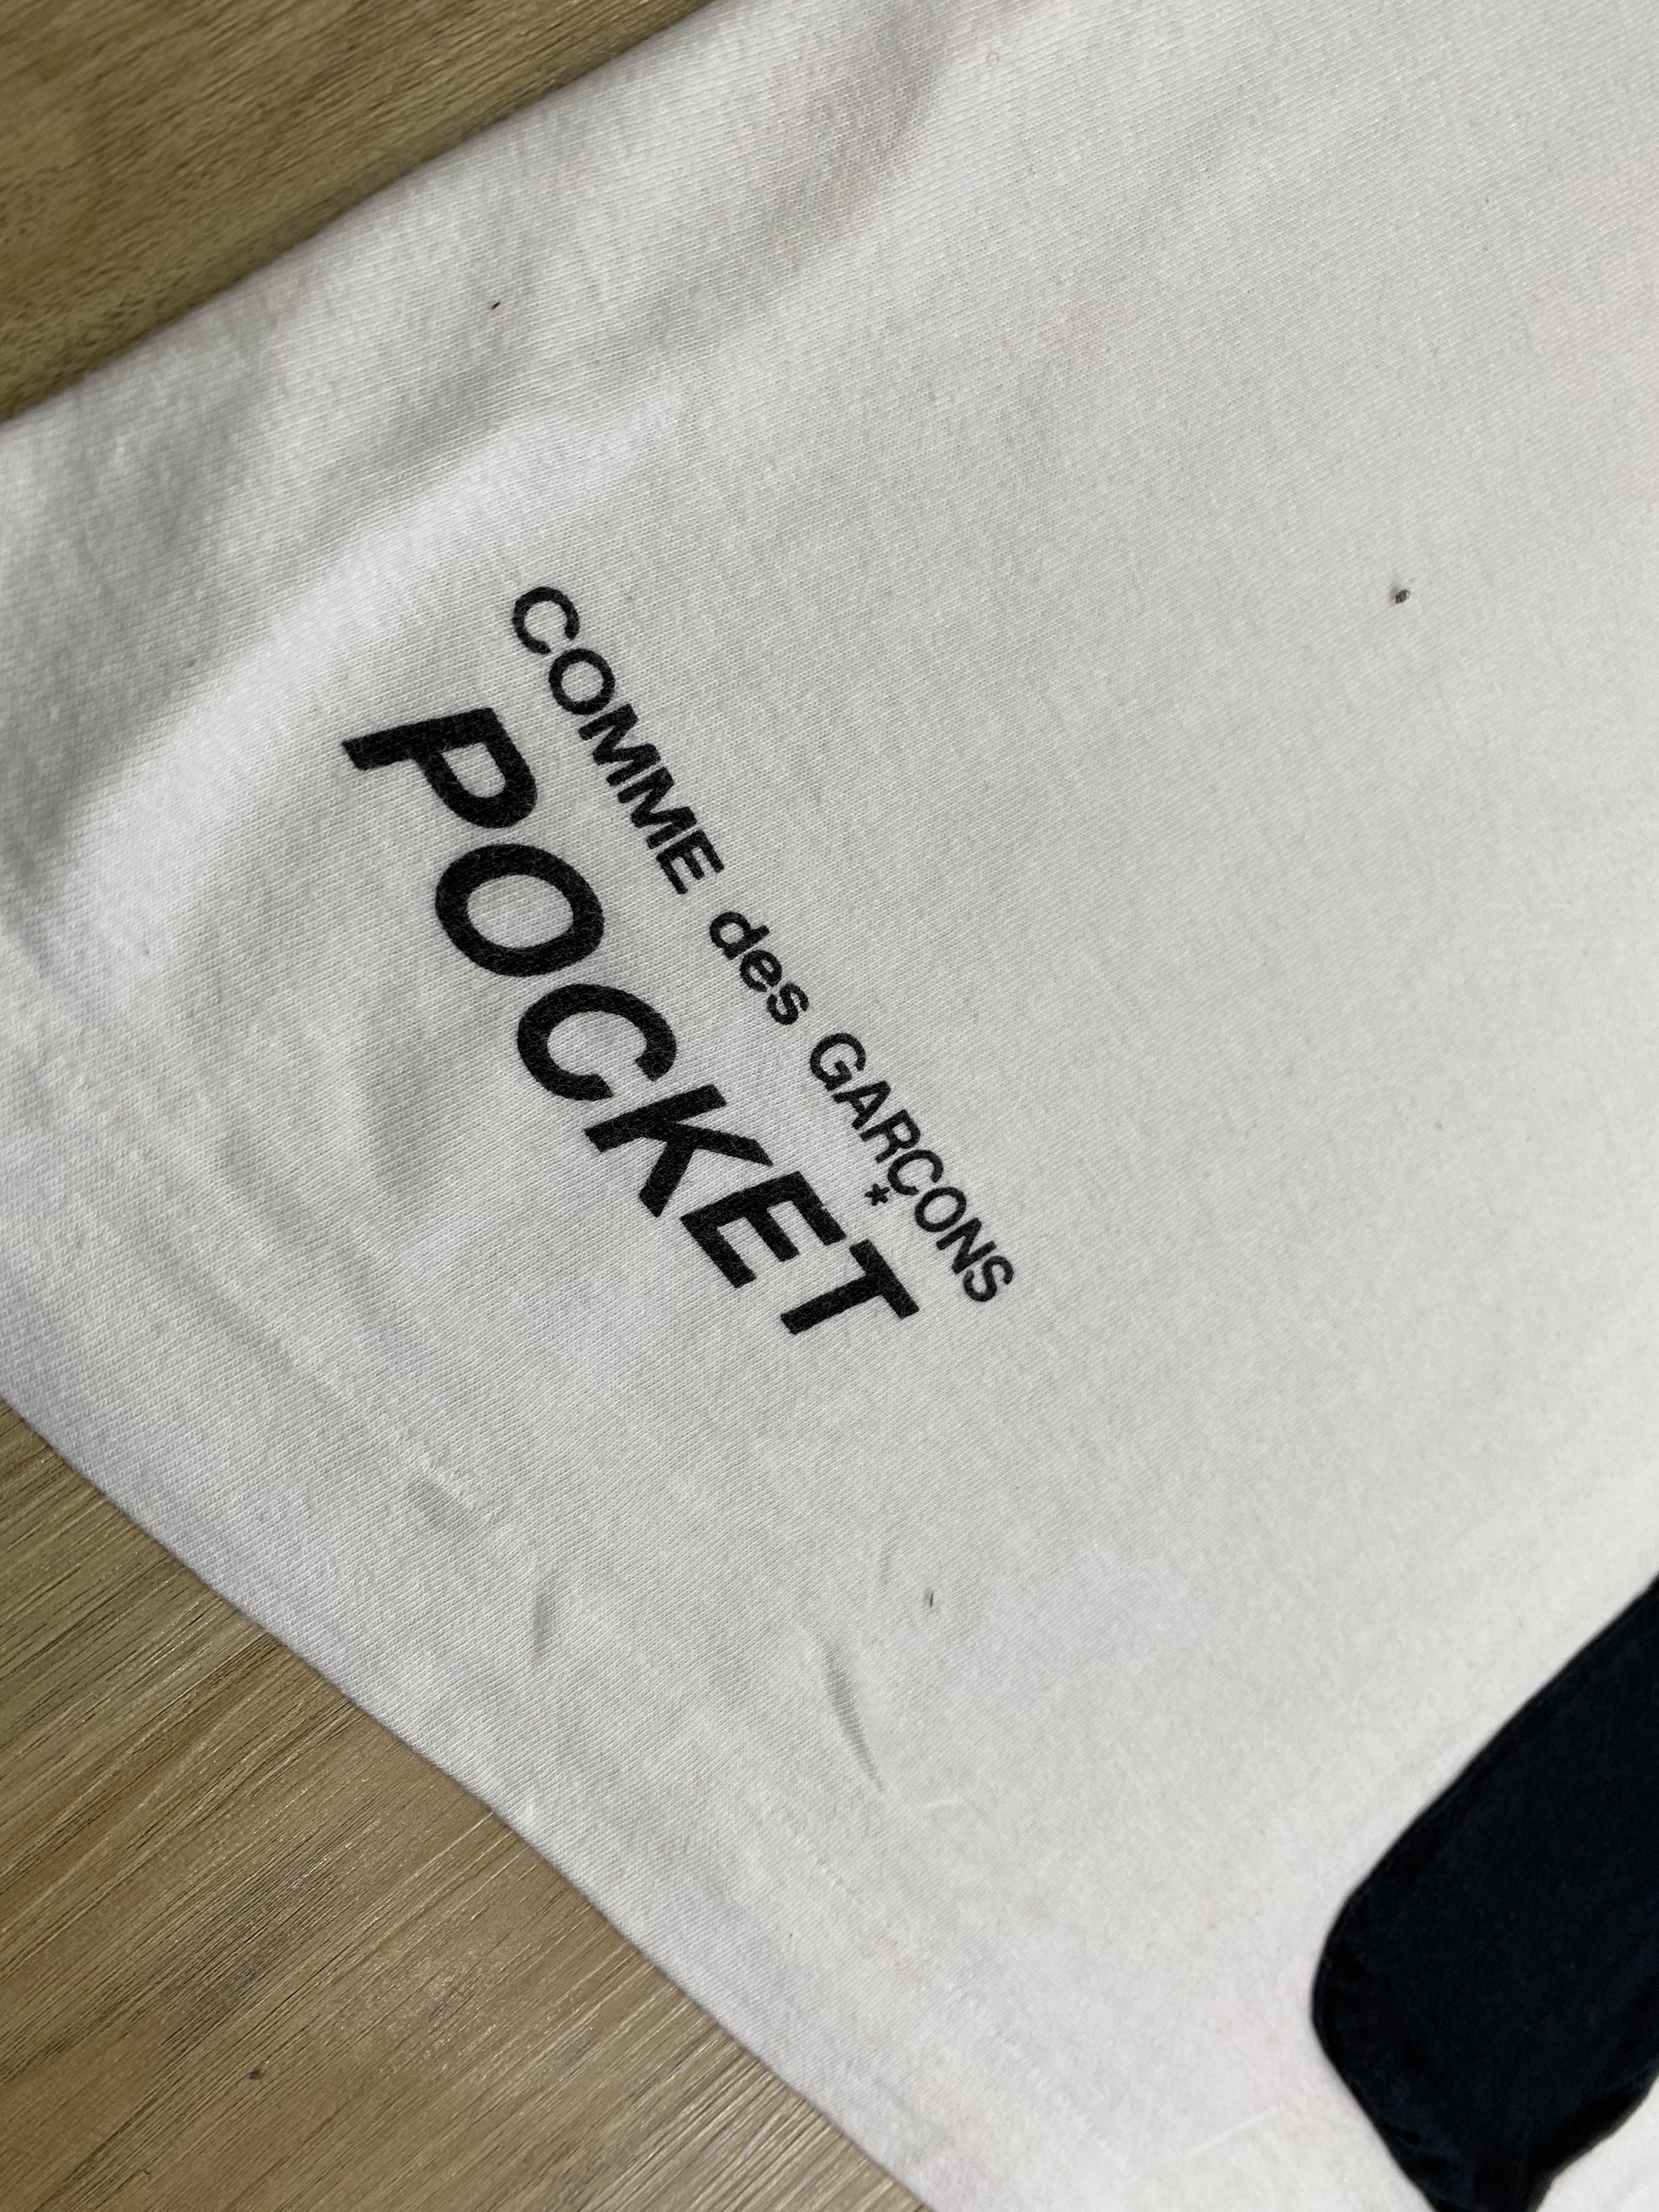 COMME des GARÇONS
*
POCKET